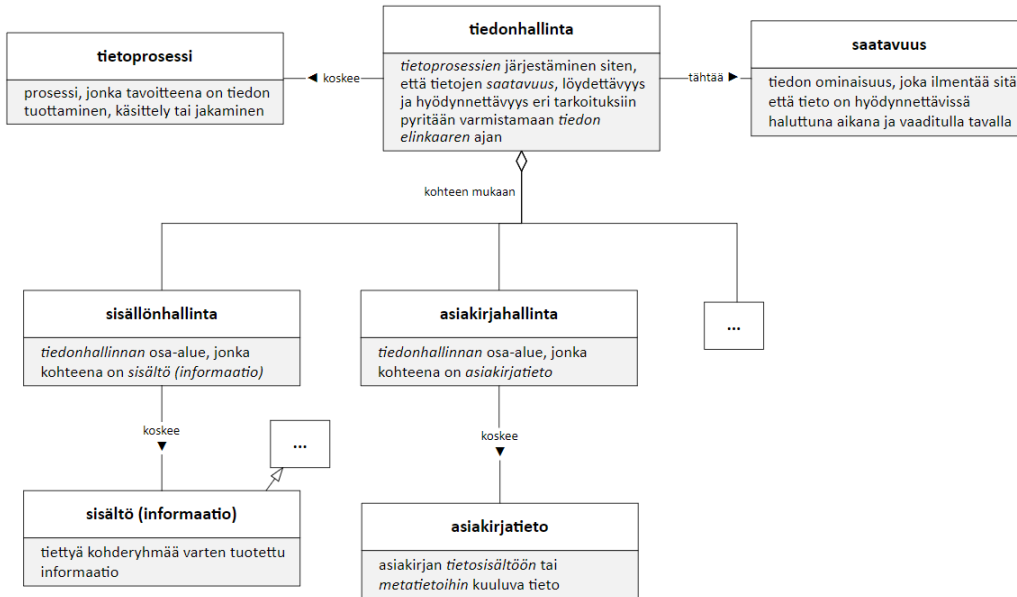 tiedonhallinta
tietoprosessien järjestäminen siten,
että tietojen saatavuus, löydettävyys
ja hyödynnettävyys eri tarkoituksiin
pyritään varmistamaan tiedon
elinkaaren ajan
tietoprosessi
prosessi, jonka tavoitteena on tiedon
tuottaminen, käsittely tai jakaminen
koskee
tähtää
saatavuus
tiedon ominaisuus, joka ilmentää sitä
että tieto on hyödynnettävissä
haluttuna aikana ja vaaditulla tavalla
kohteen mukaan
sisällönhallinta
tiedonhallinnan osa-alue, jonka
kohteena on sisältö (informaatio)
asiakirjahallinta
tiedonhallinnan osa-alue, jonka
kohteena on asiakirjatieto
...
koskee
...
koskee
sisältö (informaatio)
tiettyä kohderyhmää varten tuotettu
informaatio
asiakirjatieto
asiakirjan tietosisältöön tai
metatietoihin kuuluva tieto